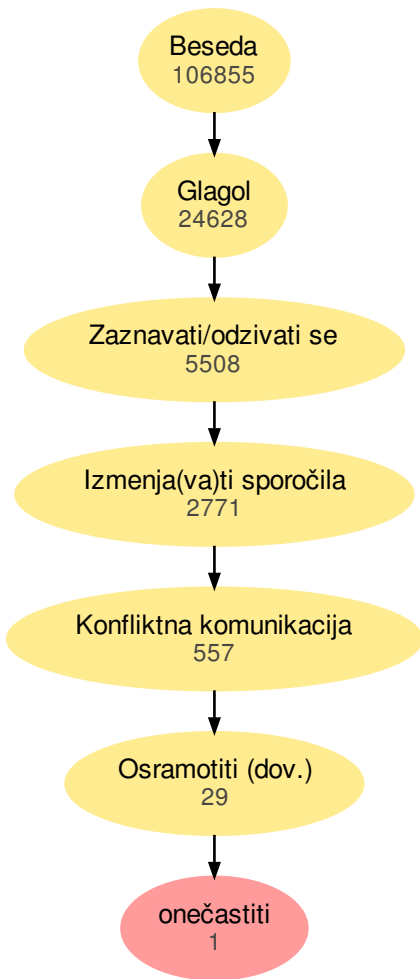 Beseda
106855
Glagol
24628
Zaznavati/odzivati se
5508
Izmenja(va)ti sporočila
2771
Konfliktna komunikacija
557
Osramotiti (dov.)
29
onečastiti
1